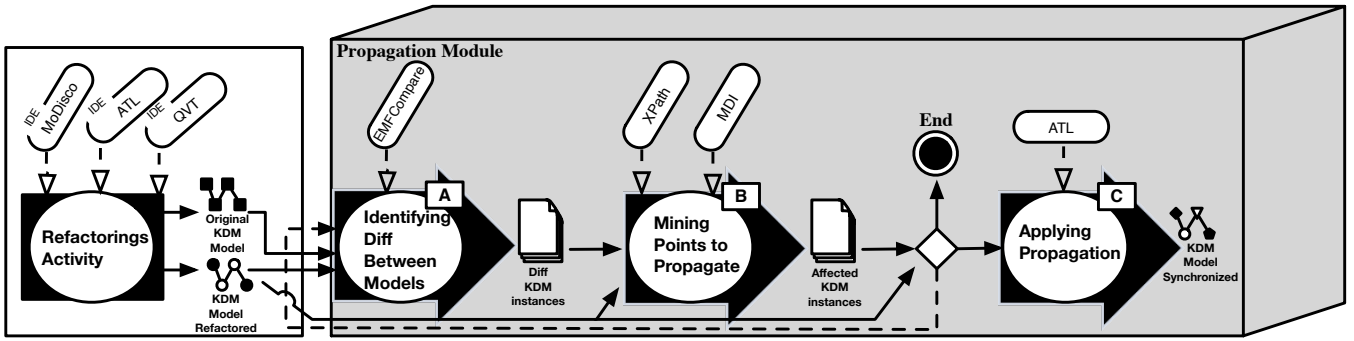 Propagation Module
IDE
MoDisco
IDE
ATL
IDE
QVT
Refactorings
Activity
Original
KDM
Model
KDM
Model
Refactored
EMFCompare
A
Identifying
Diff
Between
Models
Diff
KDM
instances
XPath
MDI
B
Mining
Points to
Propagate
Affected
KDM
instances
End
ATL
C
Applying
Propagation
KDM
Model
Synchronized